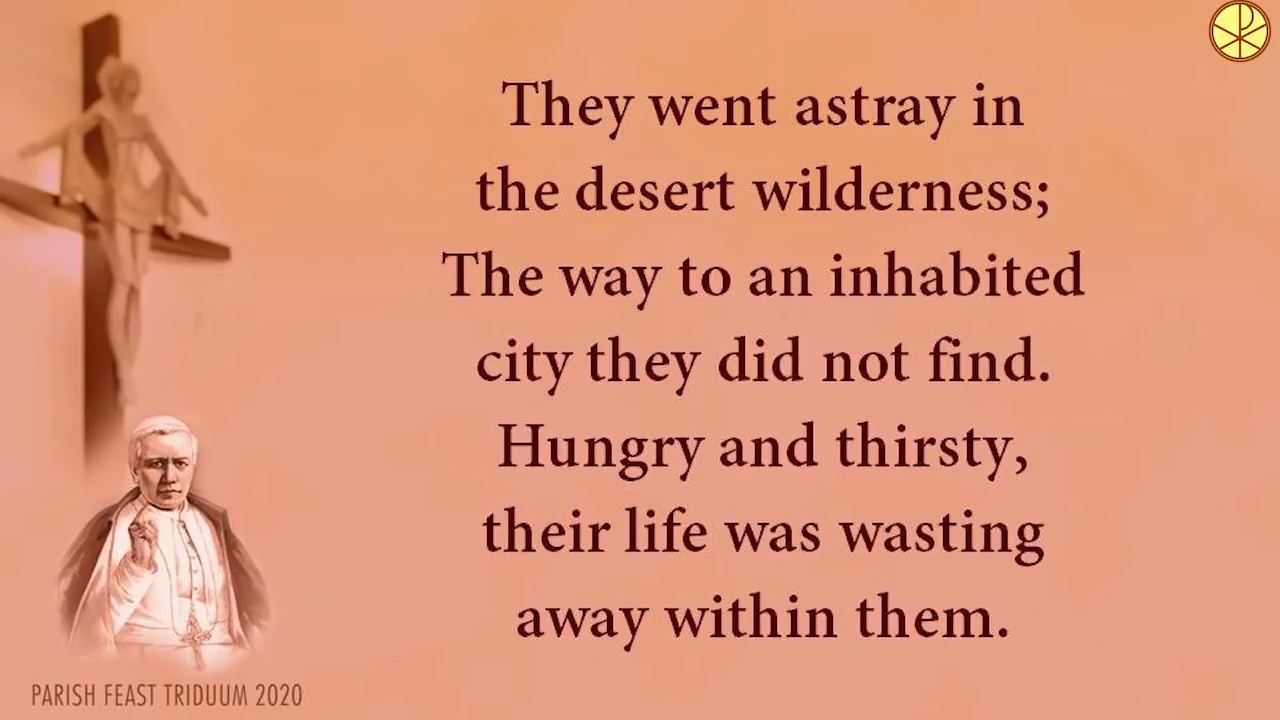 They went astray in
the desert wilderness;
The way to an inhabited
city they did not find.
Hungry and thirsty,
their life was wasting
away within them.
PARISH FEAST TRIDUUM 2020